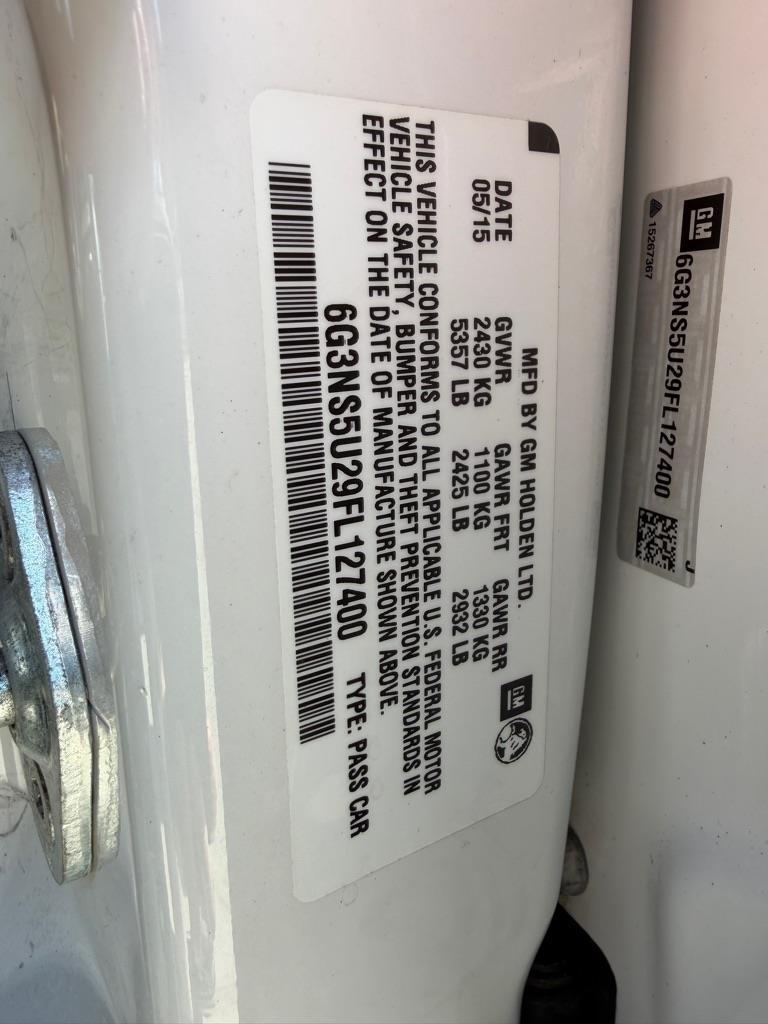 MFD BY GM HOLDEN LTD.
DATE GVWR GAWR FRT GAWR RR
05/15 2430 KG 1100 KG 1330 KG
5357 LB 2425 LB 2932 LB
GM
THIS VEHICLE CONFORMS TO ALL APPLICABLE U.S. FEDERAL MOTOR
VEHICLE SAFETY, BUMPER AND THEFT PREVENTION STANDARDS IN
EFFECT ON THE DATE OF MANUFACTURE SHOWN ABOVE.
6G3NS5U29FL127400 TYPE: PASS CAR
GM
6G3NS5U29FL127400
J
15267367